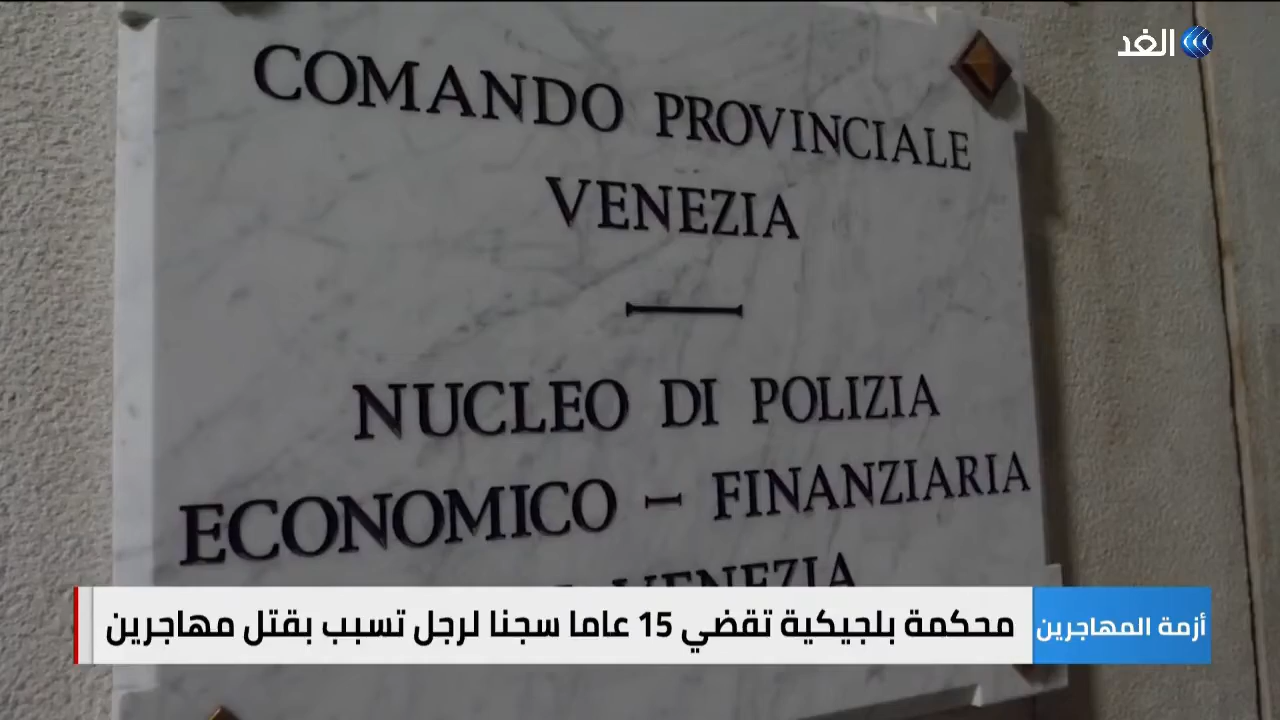 الغد
COMANDO PROVINCIALE
VENEZIA
NUCLEO DI POLIZIA
ECONOMICO - FINANZIARIA
VENEZIA
أزمة المهاجرين
محكمة بلجيكية تقضي 15 عاما سجنا لرجل تسبب بقتل مهاجرين